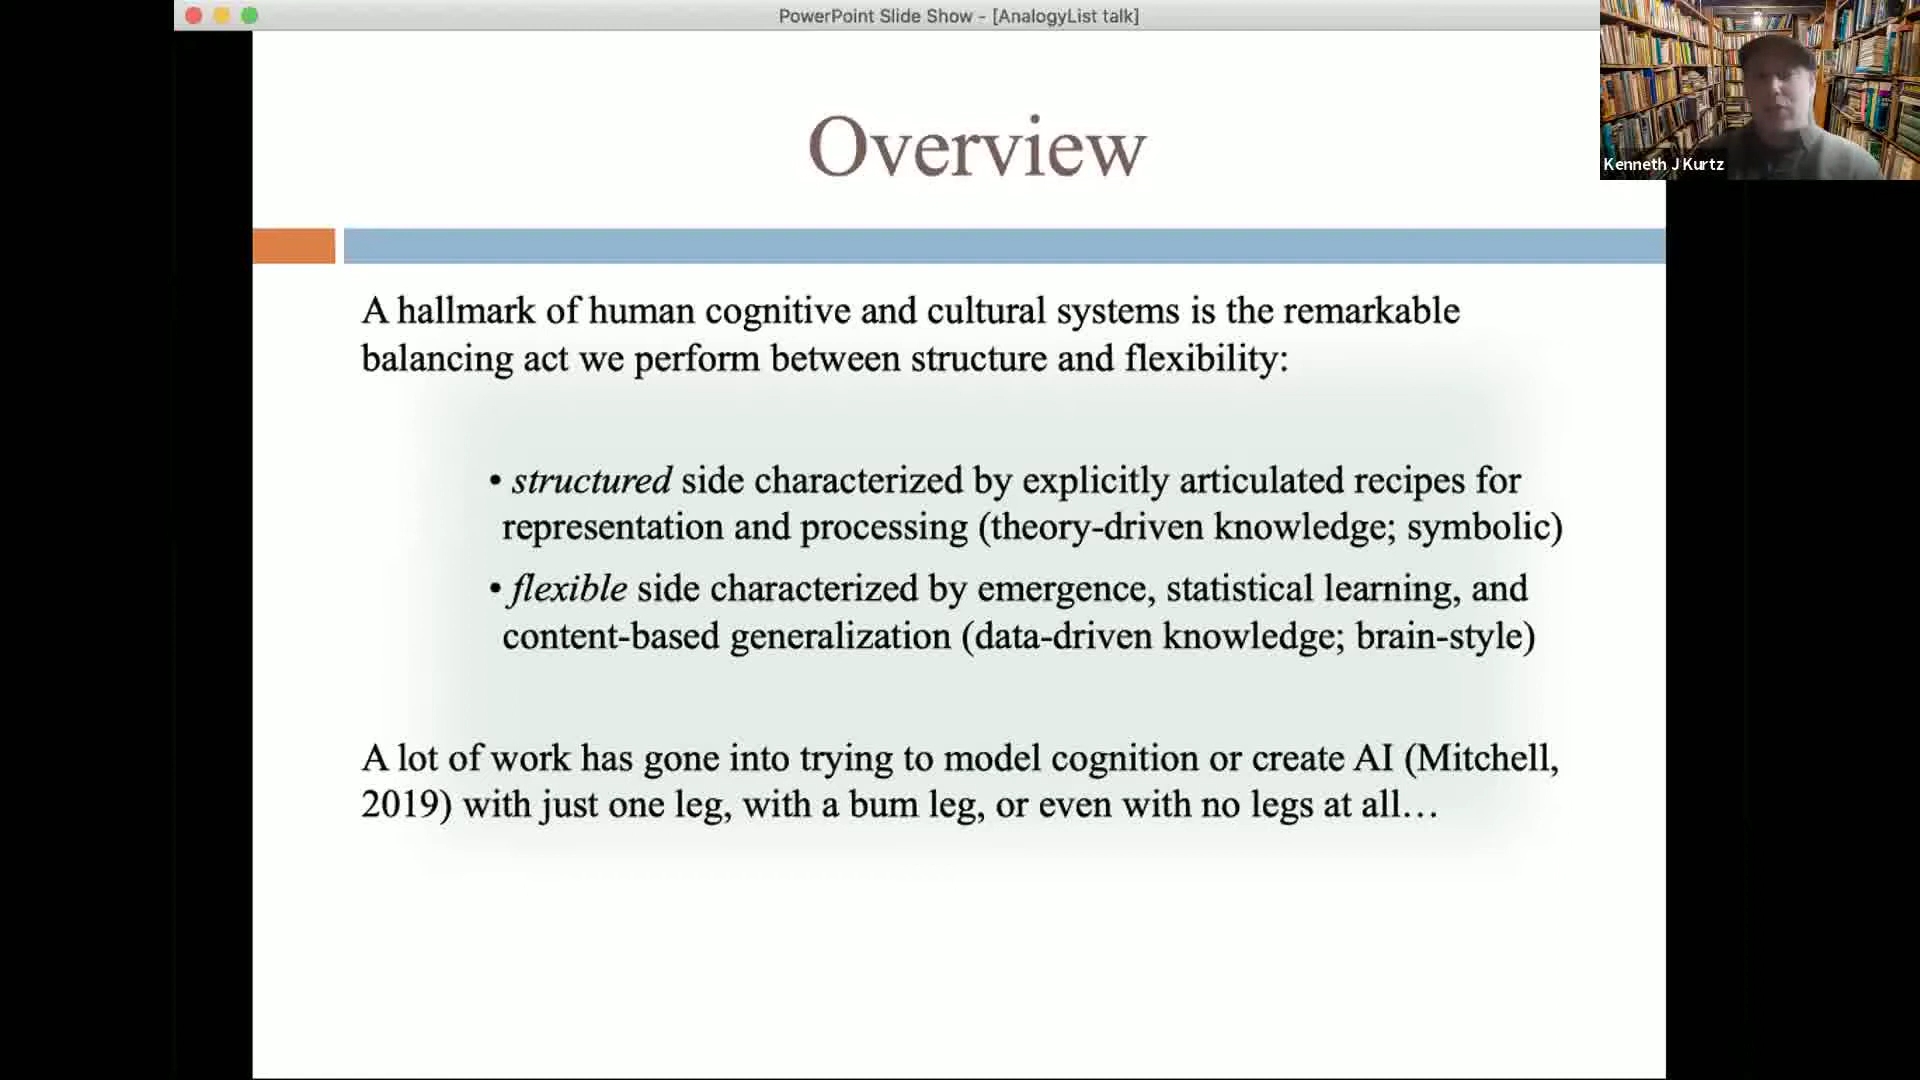 PowerPoint Slide Show - [AnalogyList talk]
Kenneth J Kurtz
Overview
A hallmark of human cognitive and cultural systems is the remarkable
balancing act we perform between structure and flexibility:
• structured side characterized by explicitly articulated recipes for
representation and processing (theory-driven knowledge; symbolic)
• flexible side characterized by emergence, statistical learning, and
content-based generalization (data-driven knowledge; brain-style)
A lot of work has gone into trying to model cognition or create AI (Mitchell,
2019) with just one leg, with a bum leg, or even with no legs at all…